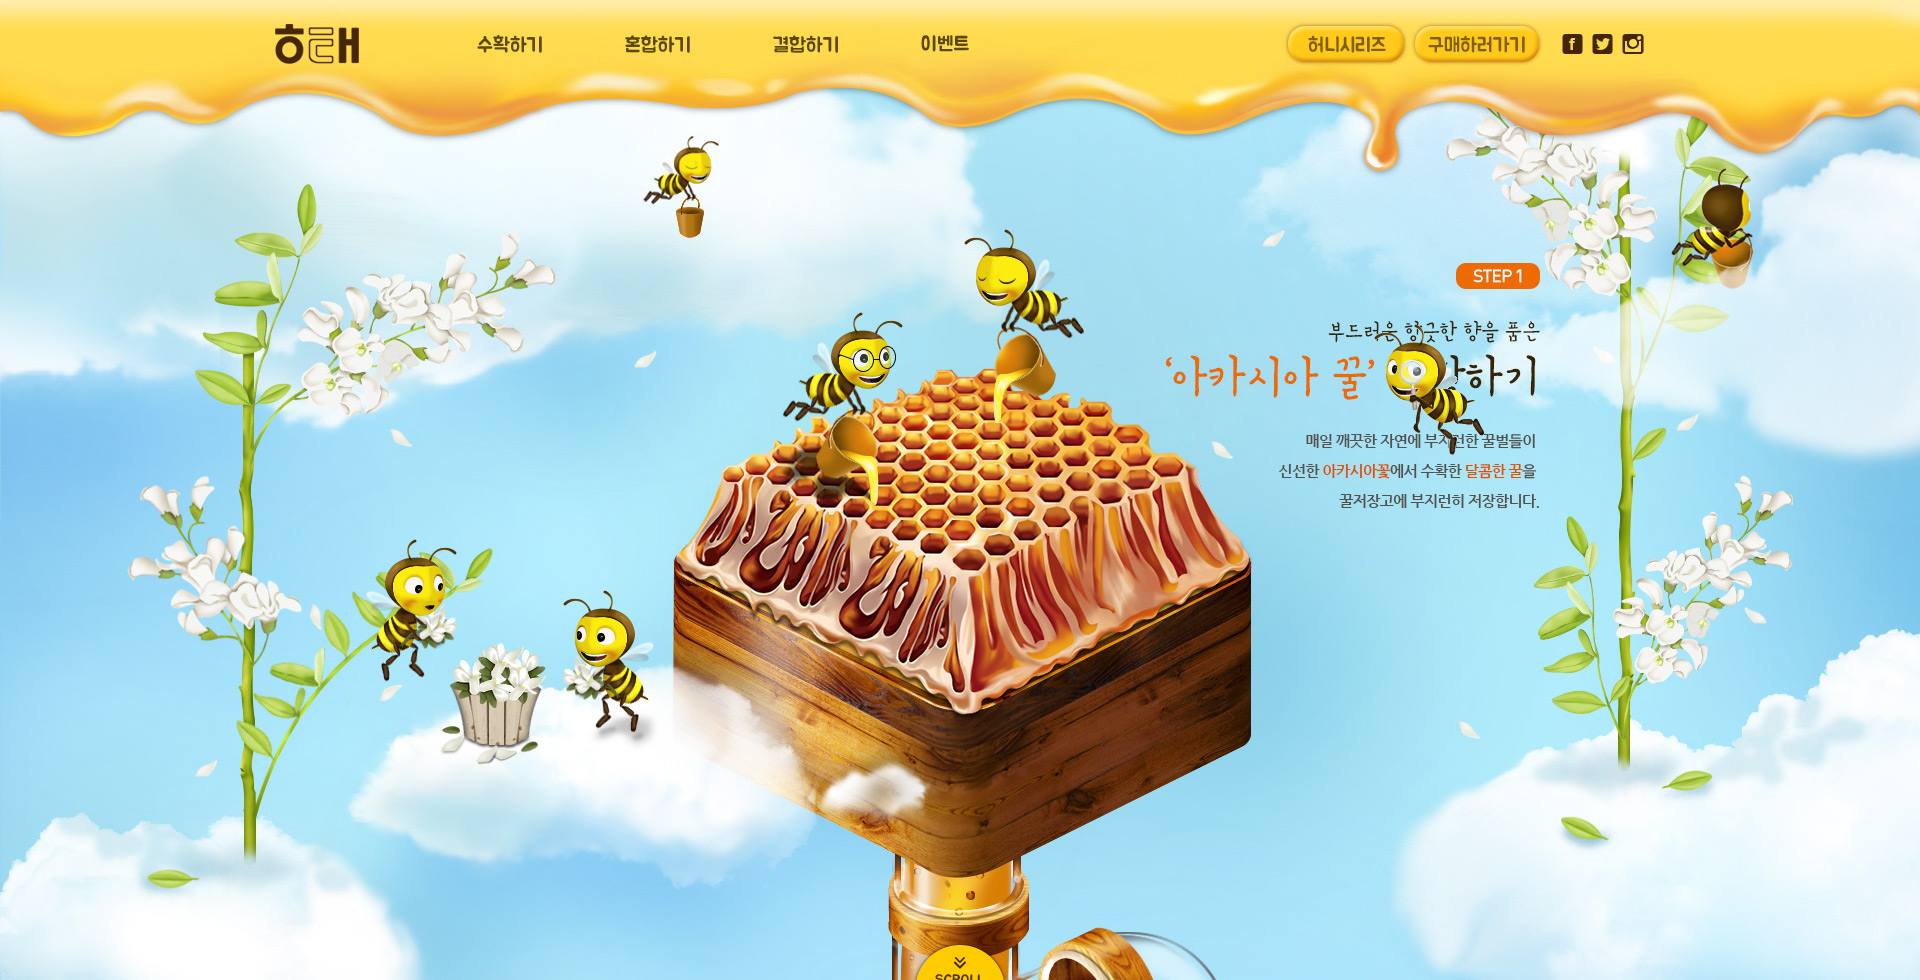 해태
수확하기
혼합하기
결합하기
이벤트
허니시리즈
구매하러가기
STEP 1
부드러운 향긋한 향을 품은
‘아카시아 꿀’ 하기
매일 깨끗한 자연에 부지런한 꿀벌들이
신선한 아카시아꽃에서 수확한 달콤한 꿀을
꿀저장고에 부지런히 저장합니다.
SCROLL